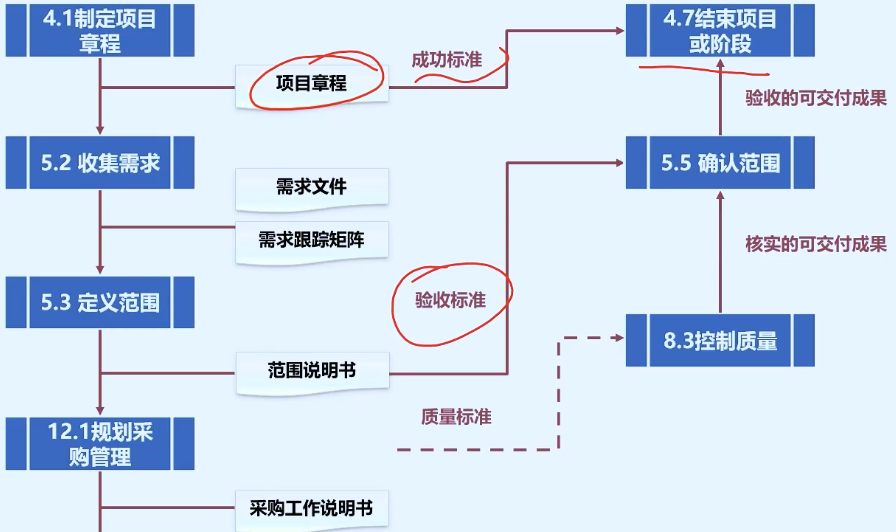 4.1制定项目
章程
成功标准
4.7结束项目
或阶段
项目章程
验收的可交付成果
5.2 收集需求
5.5 确认范围
需求文件
需求跟踪矩阵
核实的可交付成果
5.3 定义范围
验收标准
8.3控制质量
范围说明书
质量标准
12.1规划采
购管理
采购工作说明书